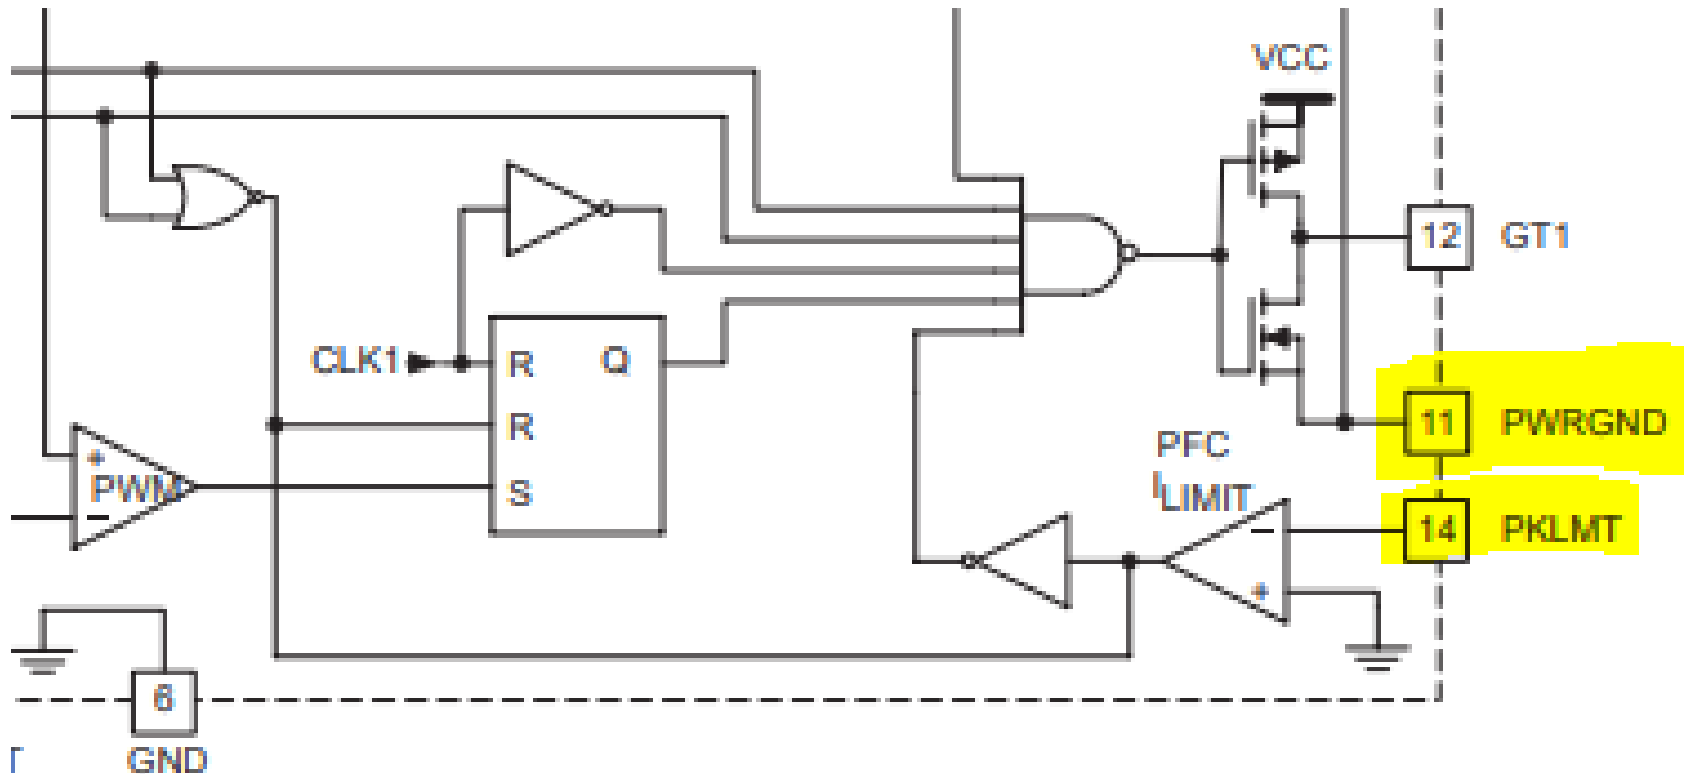 VCC
12 GT1
CLK1
R Q
R
S
+
PWM
−
11 PWRGND
PFC
ILIMIT
−
14 PKLMT
+
6
GND